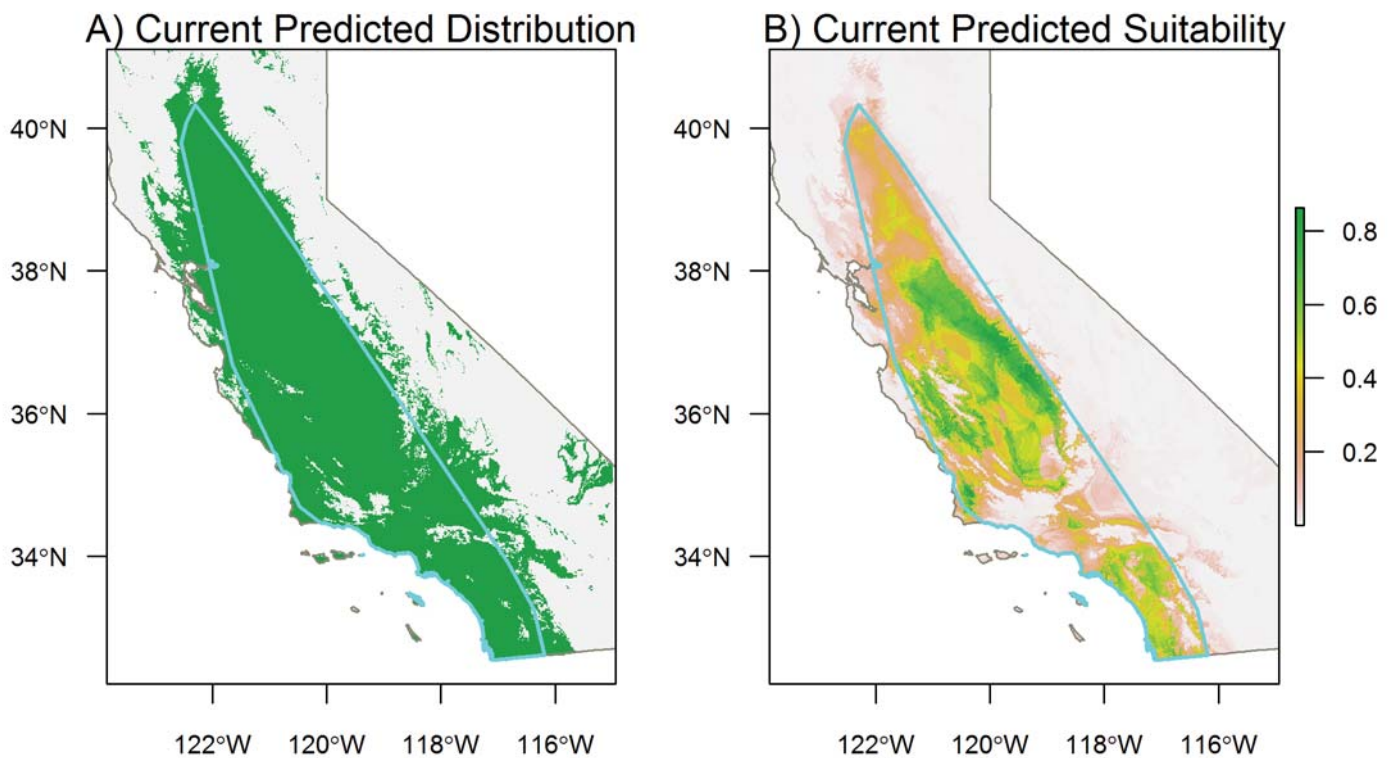 A) Current Predicted Distribution
B) Current Predicted Suitability
40°N
38°N
36°N
34°N
122°W 120°W 118°W 116°W
40°N
38°N
36°N
34°N
122°W 120°W 118°W 116°W
0.8
0.6
0.4
0.2